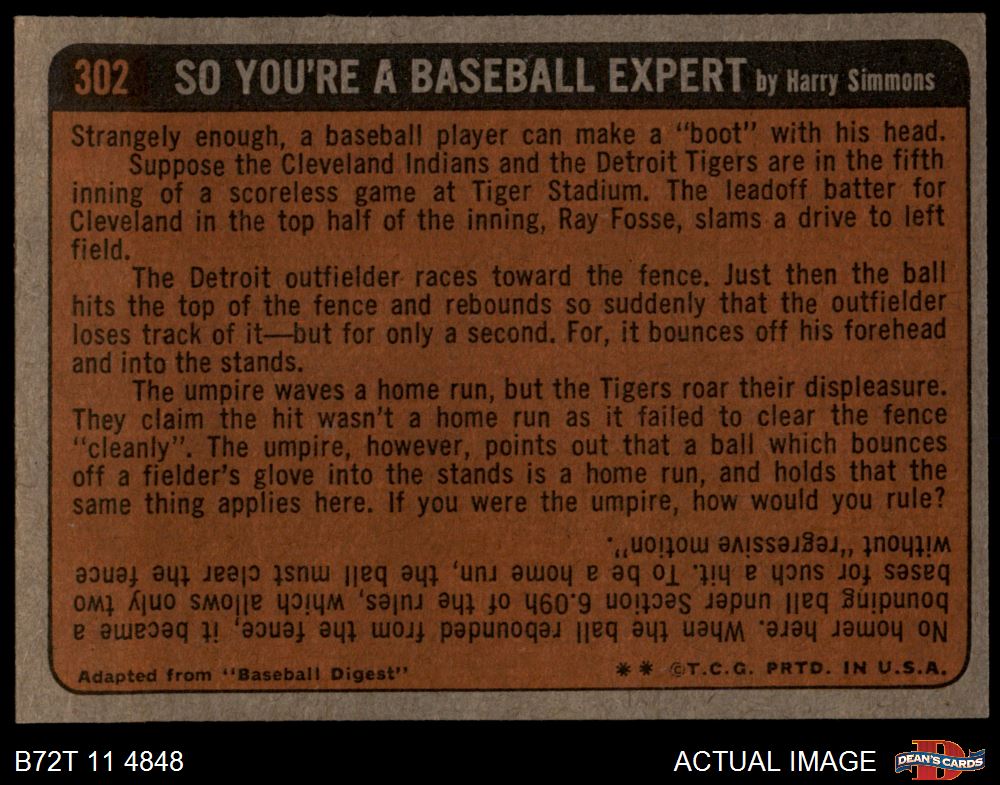 302 SO YOU'RE A BASEBALL EXPERT by Harry Simmons
Strangely enough, a baseball player can make a "boot" with his head.
Suppose the Cleveland Indians and the Detroit Tigers are in the fifth
inning of a scoreless game at Tiger Stadium. The leadoff batter for
Cleveland in the top half of the inning, Ray Fosse, slams a drive to left
field.
The Detroit outfielder races toward the fence. Just then the ball
hits the top of the fence and rebounds so suddenly that the outfielder
loses track of it—but for only a second. For, it bounces off his forehead
and into the stands.
The umpire waves a home run, but the Tigers roar their displeasure.
They claim the hit wasn't a home run as it failed to clear the fence
"cleanly". The umpire, however, points out that a ball which bounces
off a fielder's glove into the stands is a home run, and holds that the
same thing applies here. If you were the umpire, how would you rule?
No homer here. When the ball rebounded from the fence, it became a
bounding ball under Section 6.09h of the rules, which allows only two
bases for such a hit. To be a home run, the ball must clear the fence
without "regressive motion".
Adapted from "Baseball Digest" ** ©T.C.G. PRTD. IN U.S.A.
B72T 11 4848 ACTUAL IMAGE D DEAN'S CARDS